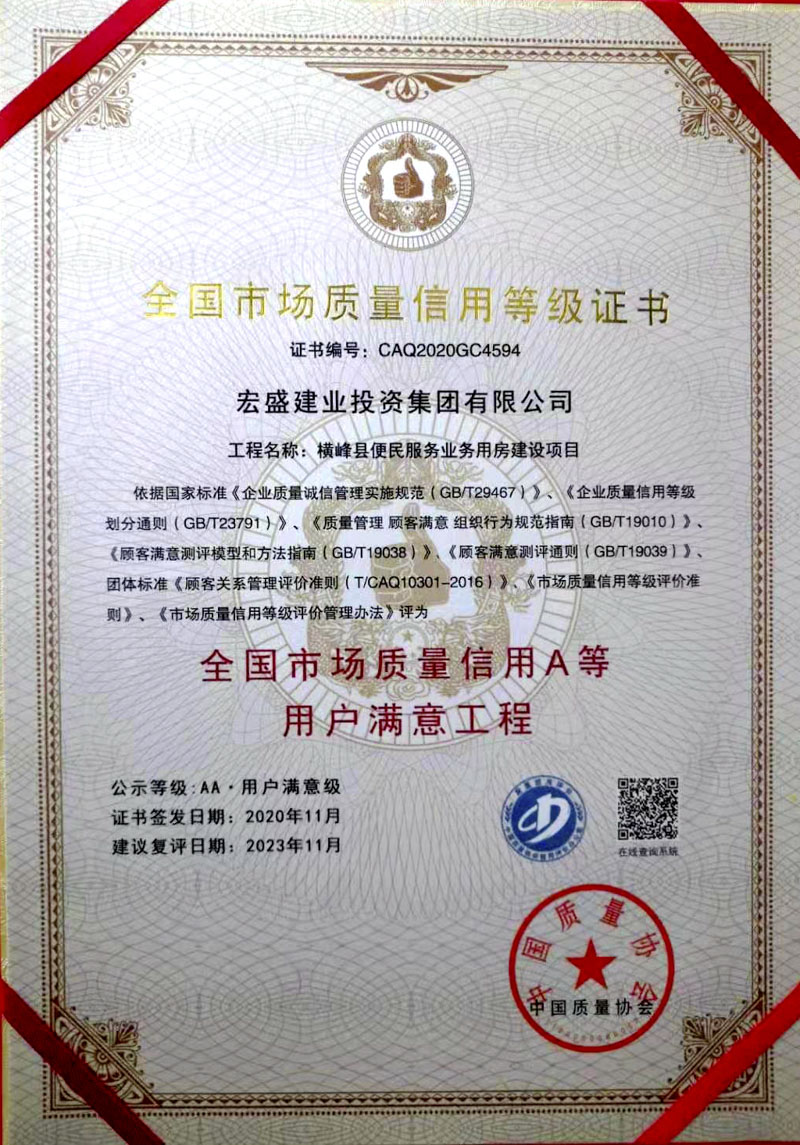 全国市场质量信用等级证书
证书编号：CAQ2020GC4594
宏盛建业投资集团有限公司
工程名称：横峰县便民服务业务用房建设项目
依据国家标准《企业质量诚信管理实施规范（GB/T29467）》、《企业质量信用等级
划分通则（GB/T23791）》、《质量管理 顾客满意 组织行为规范指南（GB/T19010）》、
《顾客满意测评模型和方法指南（GB/T19038）》、《顾客满意测评通则（GB/T19039）》、
团体标准《顾客关系管理评价准则（T/CAQ10301-2016）》、《市场质量信用等级评价准
则》、《市场质量信用等级评价管理办法》评为
全国市场质量信用A等
用户满意工程
公示等级:AA·用户满意级
证书签发日期：2020年11月
建议复评日期：2023年11月
在线查询系统
中国质量协会
中国质量协会